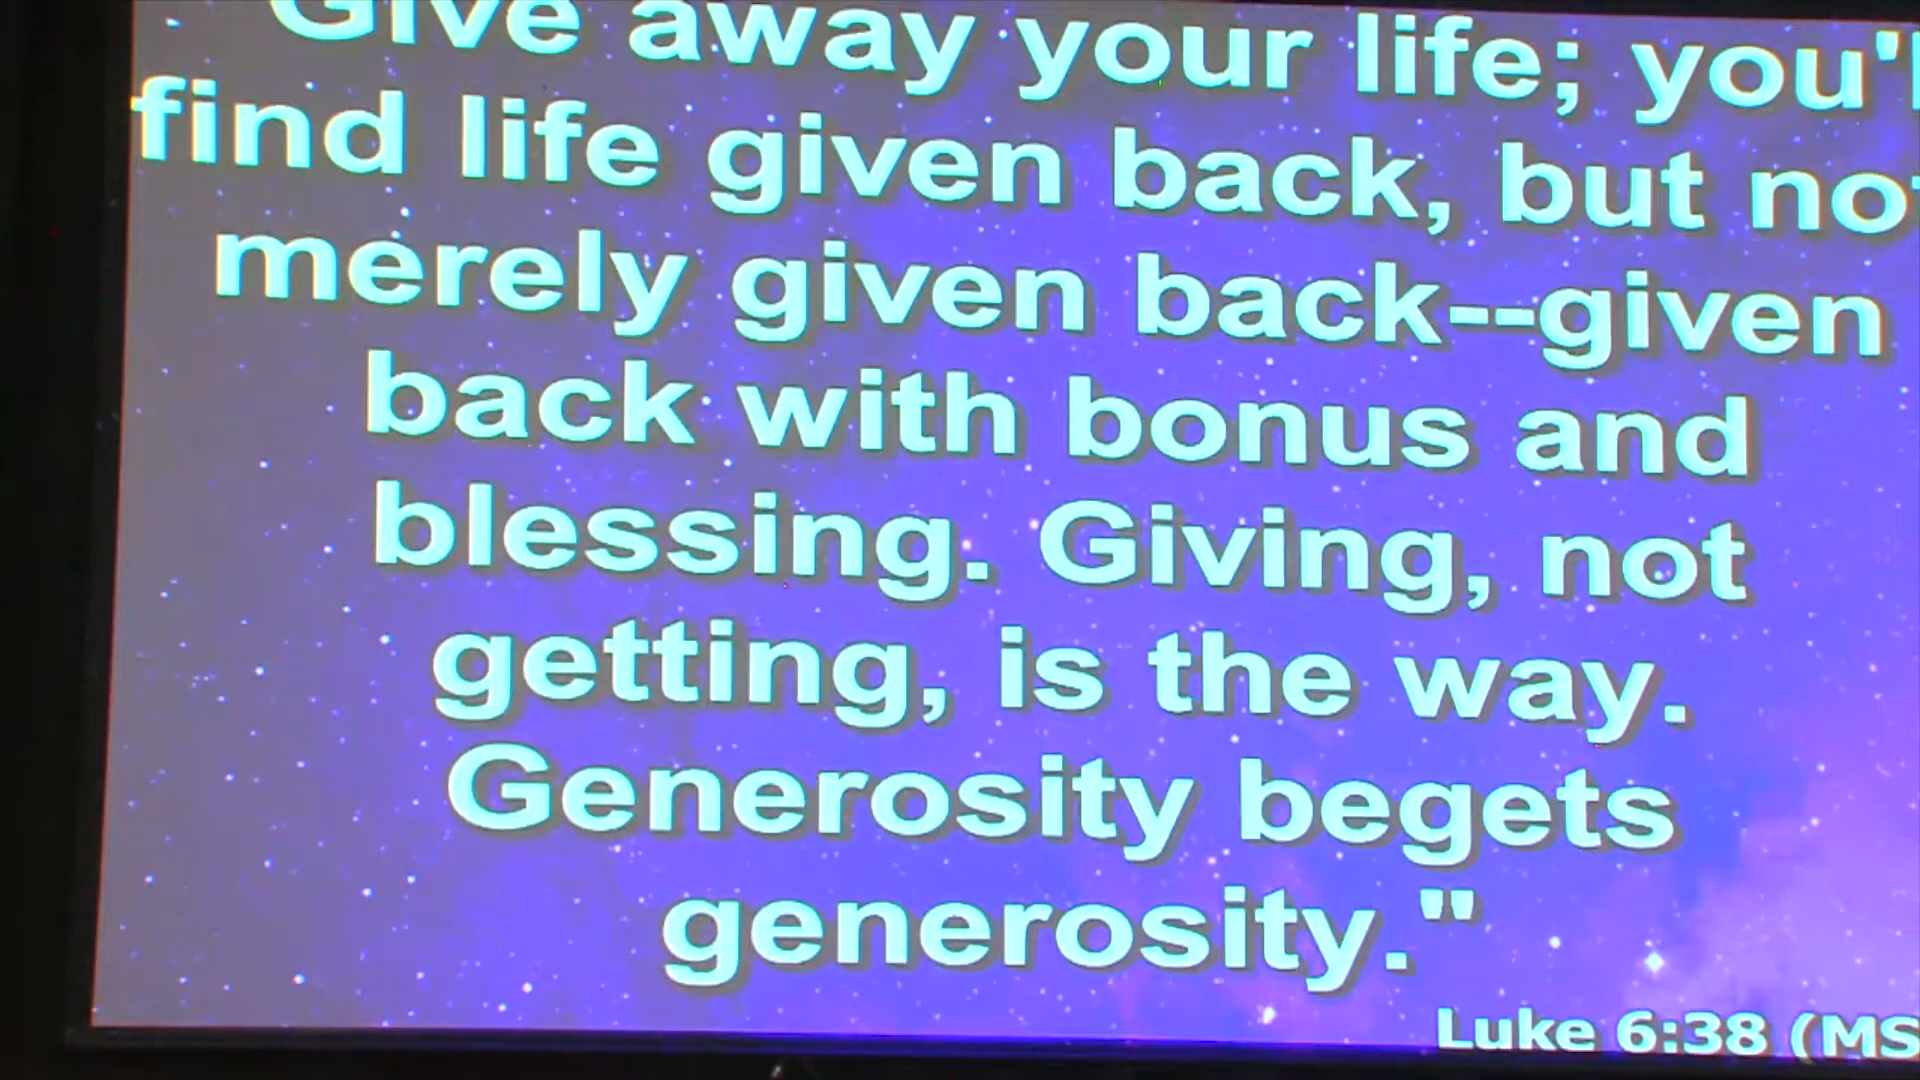 Give away your life; you'l
find life given back, but not
merely given back--given
back with bonus and
blessing. Giving, not
getting, is the way.
Generosity begets
generosity."
Luke 6:38 (MS